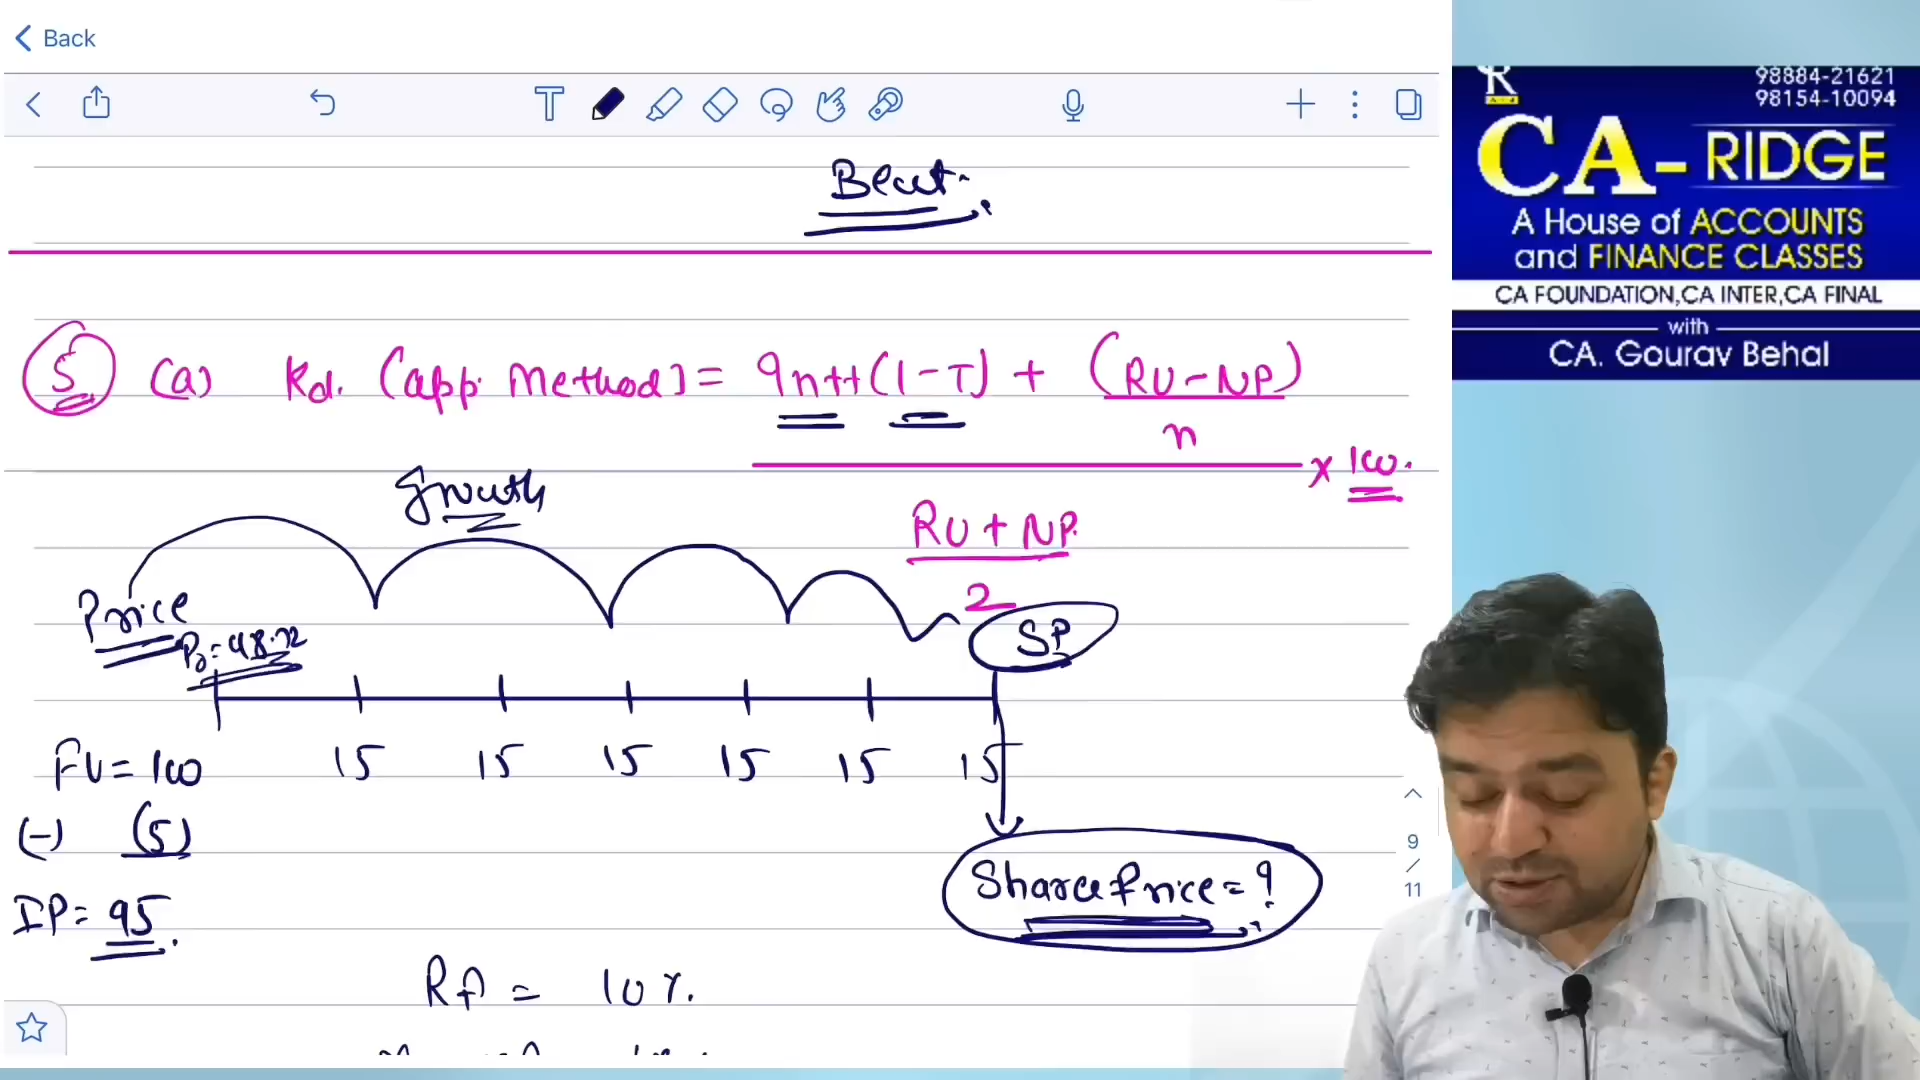 Back
Beat.
5 (a) Kd. (app. Method) = Int (1-T) + (RV-NP)
n
× 100.
Growth
RV + NP
2
Price
P0 = 48.72
SP
FV = 100 15 15 15 15 15 15
(-) (5)
Share Price = ?
IP = 95.
Rf = 10%.
9
/
11
98884-21621
98154-10094
CA-RIDGE
A House of ACCOUNTS
and FINANCE CLASSES
CA FOUNDATION,CA INTER,CA FINAL
with
CA. Gourav Behal